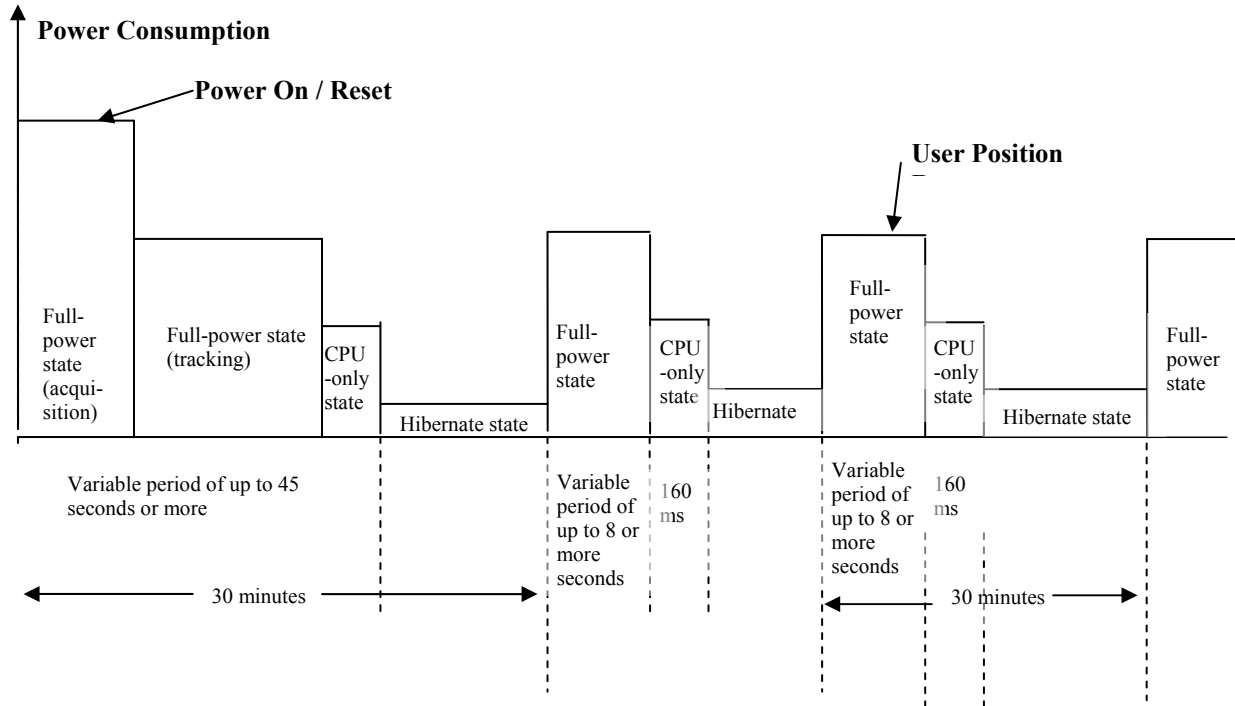 Power Consumption
Power On / Reset
User Position
Full-
power
state
(acqui-
sition)
Full-power state
(tracking)
CPU
-only
state
Hibernate state
Full-
power
state
CPU
-only
state
Hibernate
Full-
power
state
CPU
-only
state
Hibernate state
Full-
power
state
Variable period of up to 45
seconds or more
Variable
period of
up to 8 or
more
seconds
160
ms
Variable
period of
up to 8 or
more
seconds
160
ms
30 minutes
30 minutes